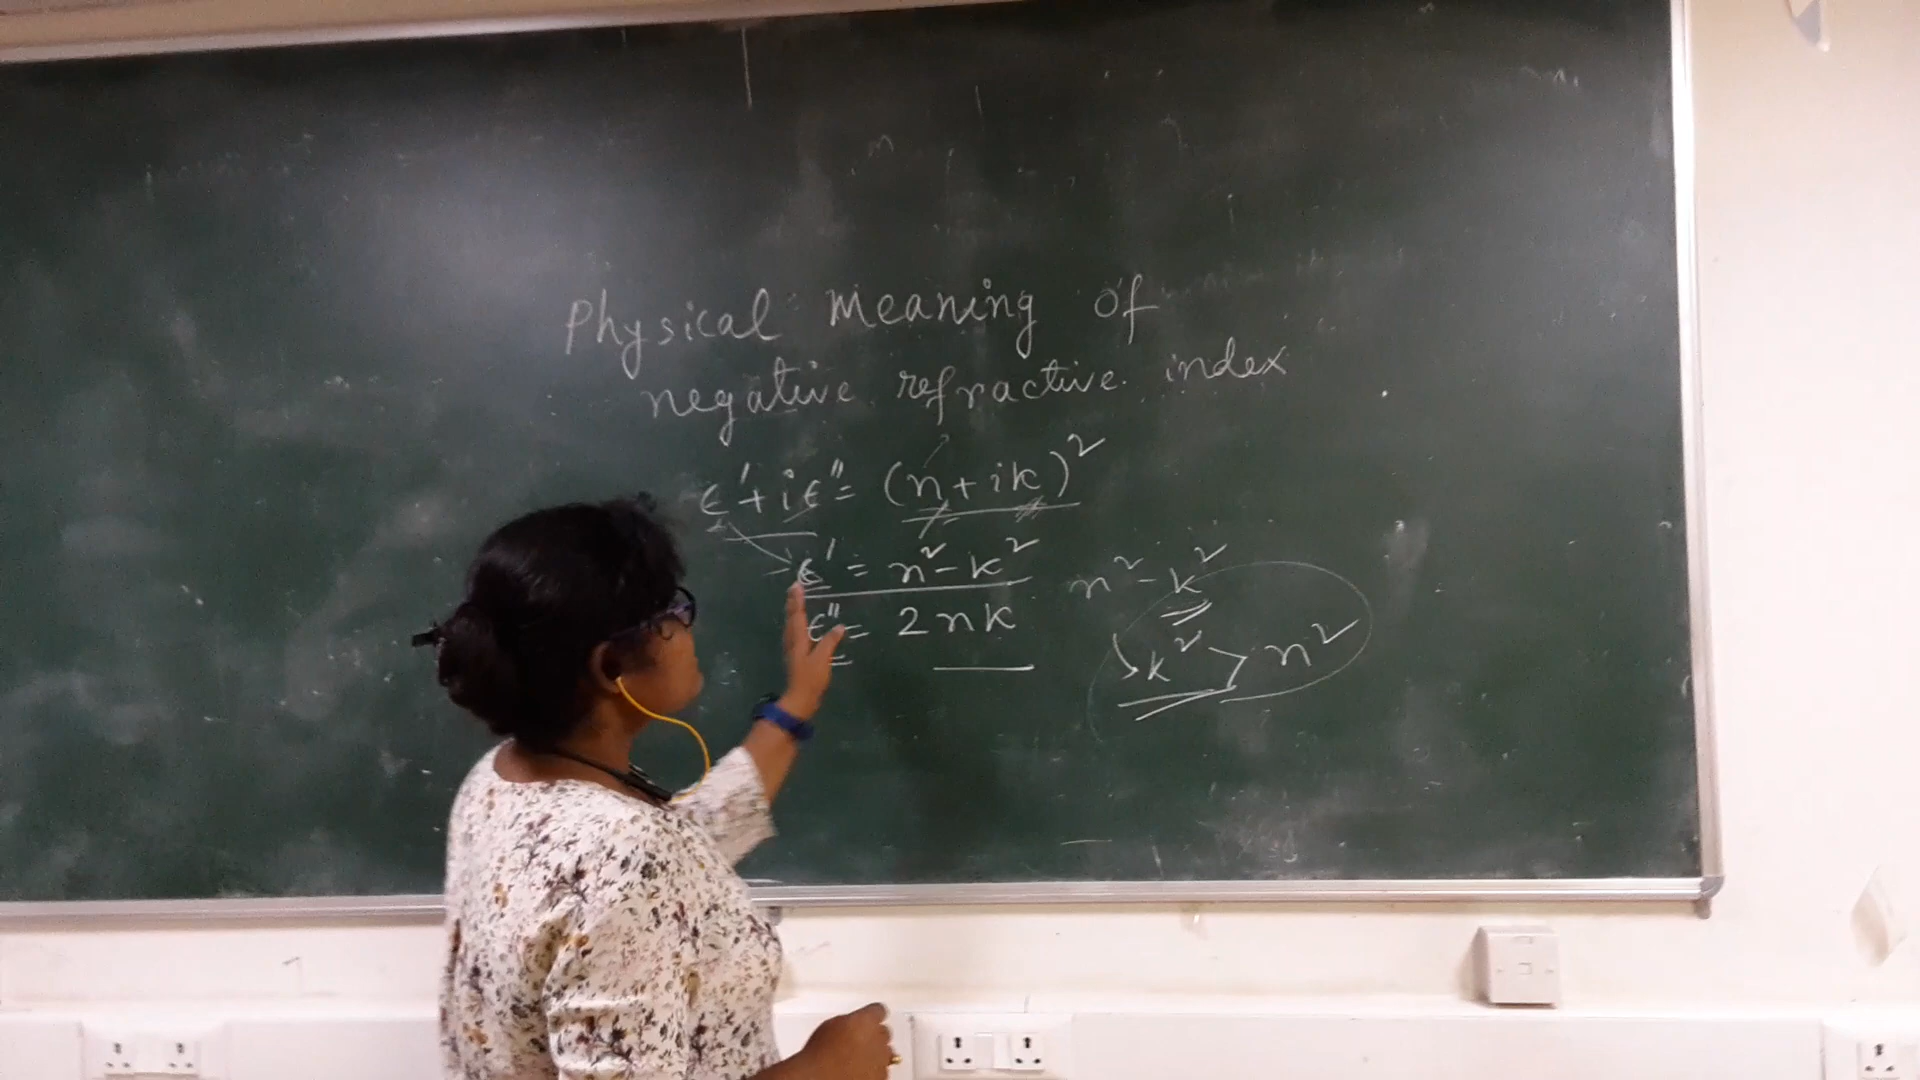 Physical Meaning of
negative refractive index
ϵ' + iϵ'' = (n + ik)²
ϵ' = n² - k²
ϵ'' = 2nk
n² - k²
k² > n²